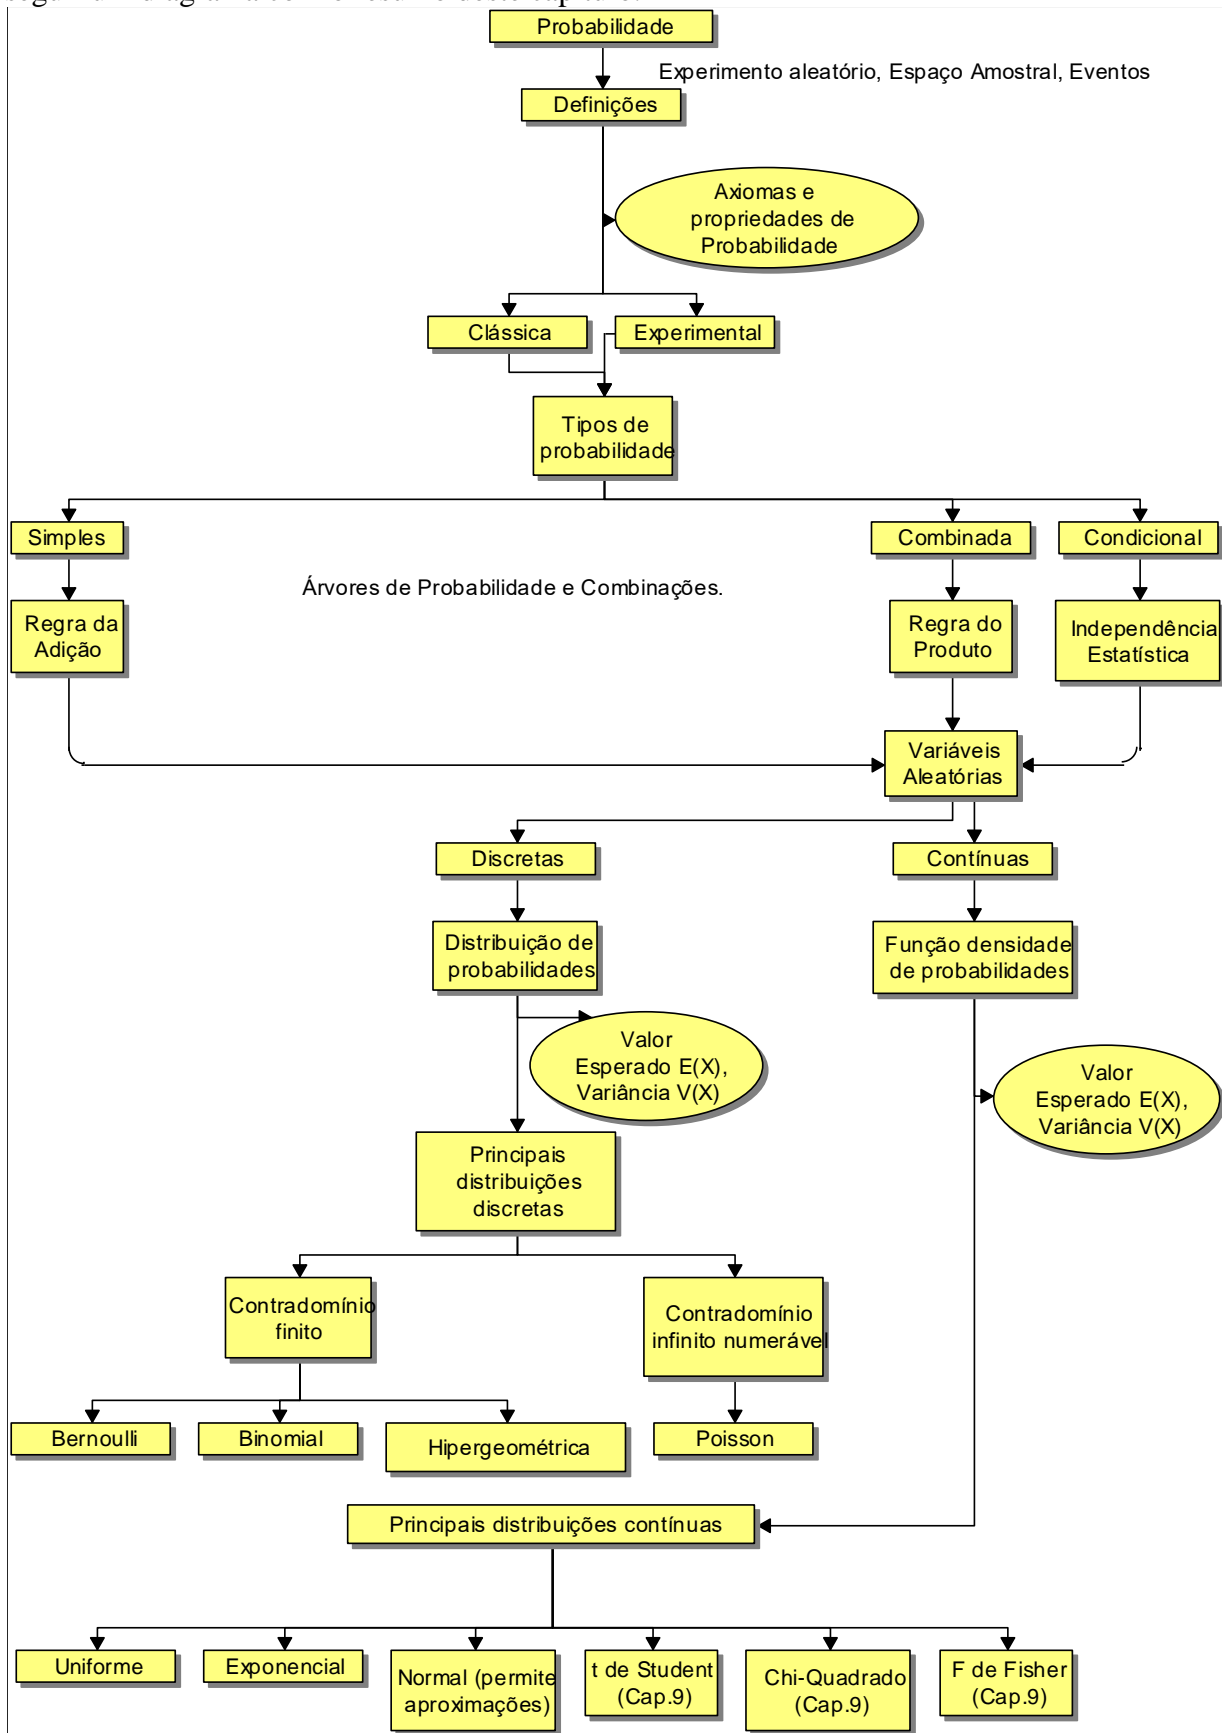 Probabilidade
Experimento aleatório, Espaço Amostral, Eventos
Definições
Axiomas e
propriedades de
Probabilidade
Clássica
Experimental
Tipos de
probabilidade
Simples
Combinada
Condicional
Árvores de Probabilidade e Combinações.
Regra da
Adição
Regra do
Produto
Independência
Estatística
Variáveis
Aleatórias
Discretas
Contínuas
Distribuição de
probabilidades
Função densidade
de probabilidades
Valor
Esperado E(X),
Variância V(X)
Valor
Esperado E(X),
Variância V(X)
Principais
distribuições
discretas
Contradomínio
finito
Contradomínio
infinito numerável
Bernoulli
Binomial
Hipergeométrica
Poisson
Principais distribuições contínuas
Uniforme
Exponencial
Normal (permite
aproximações)
t de Student
(Cap.9)
Chi-Quadrado
(Cap.9)
F de Fisher
(Cap.9)